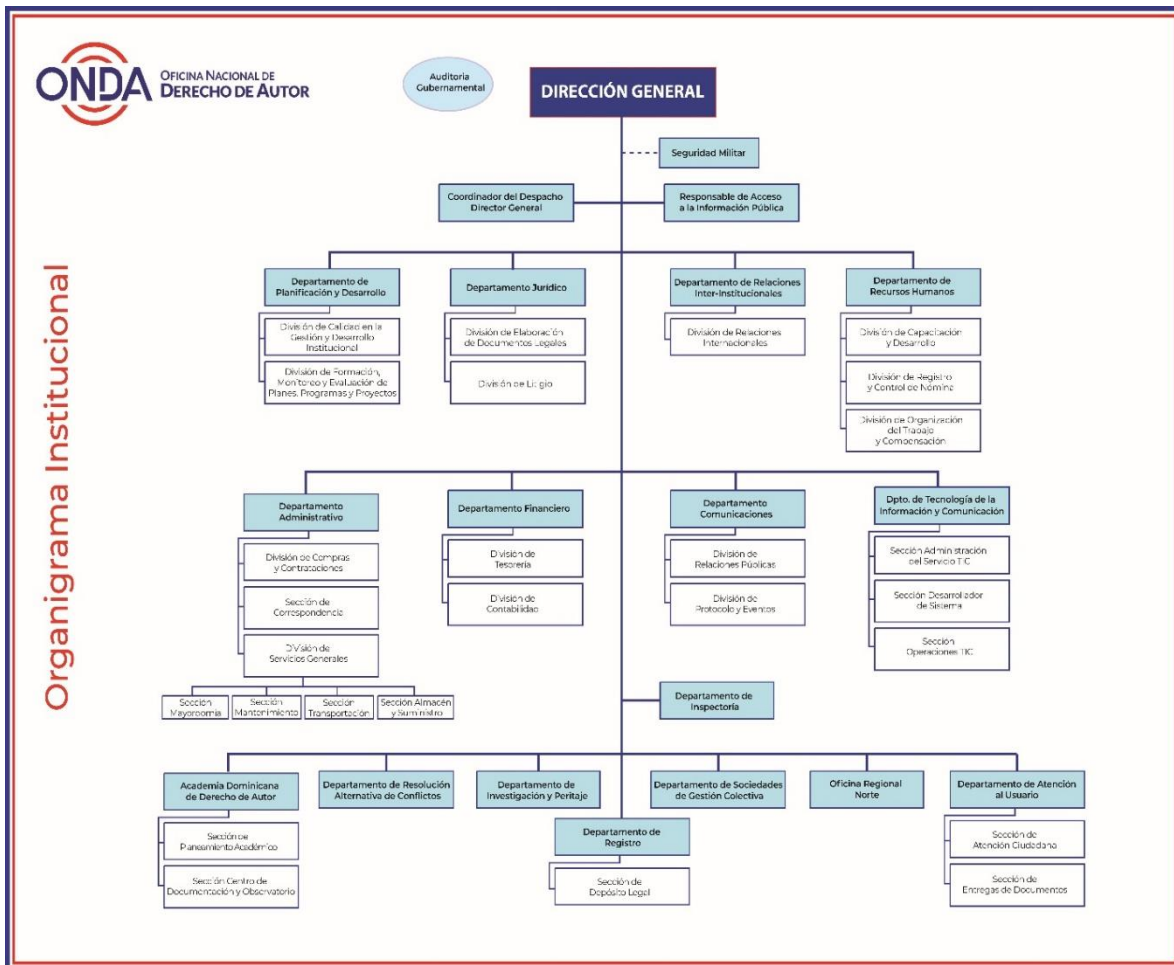 ONDA
OFICINA NACIONAL DE
DERECHO DE AUTOR
Auditoria
Gubernamental
DIRECCIÓN GENERAL
Seguridad Militar
Coordinador del Despacho
Director General
Responsable de Acceso
a la Información Pública
Organigrama Institucional
Departamento de
Planificación y Desarrollo
Departamento Jurídico
Departamento de Relaciones
Inter-Institucionales
Departamento de
Recursos Humanos
División de Calidad en la
Gestión y Desarrollo
Institucional
División de Elaboración
de Documentos Legales
División de Relaciones
Internacionales
División de Capacitación
y Desarrollo
División de Formación,
Monitoreo y Evaluación de
Planes, Programas y Proyectos
División de Litigio
División de Registro
y Control de Nómina
División de Organización
del Trabajo
y Compensación
Departamento
Administrativo
Departamento Financiero
Departamento
Comunicaciones
Dpto. de Tecnología de la
Información y Comunicación
División de Compras
y Contrataciones
División de
Tesorería
División de
Relaciones Públicas
Sección Administración
del Servicio TIC
Sección de
Correspondencia
División de
Contabilidad
División de
Protocolo y Eventos
Sección Desarrollador
de Sistema
División de
Servicios Generales
Sección
Operaciones TIC
Sección
Mayordomía
Sección
Mantenimiento
Sección
Transportación
Sección Almacén
y Suministro
Departamento de
Inspectoría
Academia Dominicana
de Derecho de Autor
Departamento de Resolución
Alternativa de Conflictos
Departamento de
Investigación y Peritaje
Departamento de Sociedades
de Gestión Colectiva
Oficina Regional
Norte
Departamento de Atención
al Usuario
Sección de
Planeamiento Académico
Departamento de
Registro
Sección de
Atención Ciudadana
Sección Centro de
Documentación y Observatorio
Sección de
Depósito Legal
Sección de
Entregas de Documentos